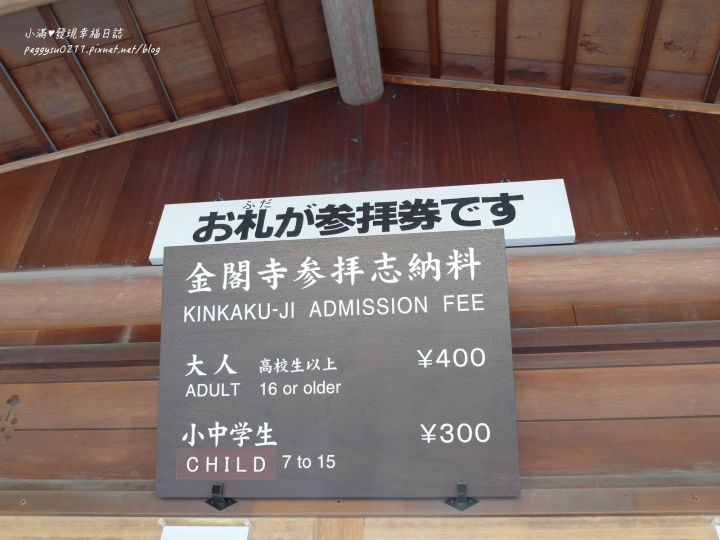 小滿♥發現幸福日誌
peggysu0211.pixnet.net/blog
ふだ
お札が参拝券です
金閣寺参拝志納料
KINKAKU-JI ADMISSION FEE
大人 高校生以上 ¥400
ADULT 16 or older
小中学生 ¥300
CHILD 7 to 15